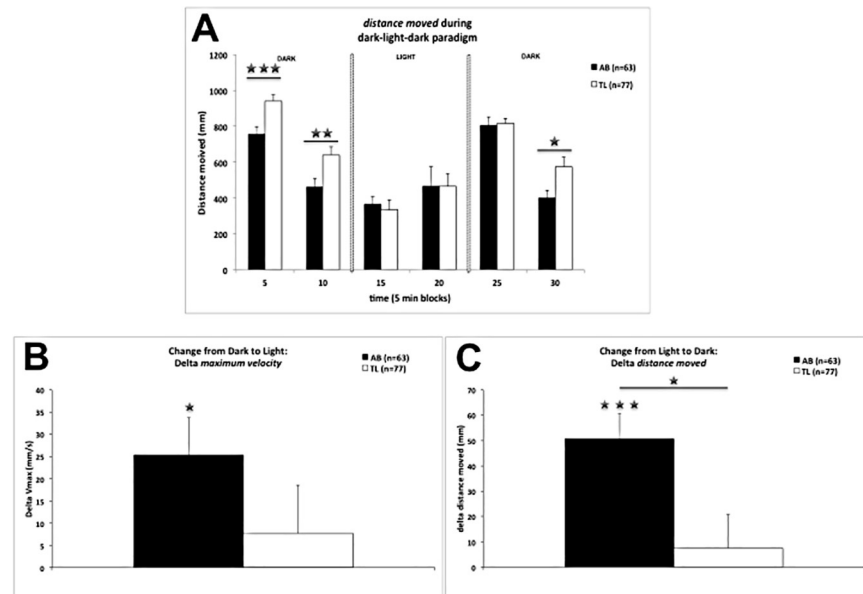 A
distance moved during
dark-light-dark paradigm
DARK
LIGHT
DARK
AB (n=63)
TL (n=77)
Distance moived (mm)
1200
1000
800
600
400
200
0
5 10 15 20 25 30
time (5 min blocks)
B
Change from Dark to Light:
Delta maximum velocity
AB (n=63)
TL (n=77)
Delta Vmax (mm/s)
40
35
30
25
20
15
10
5
0
C
Change from Light to Dark:
Delta distance moved
AB (n=63)
TL (n=77)
delta distance moved (mm)
70
60
50
40
30
20
10
0